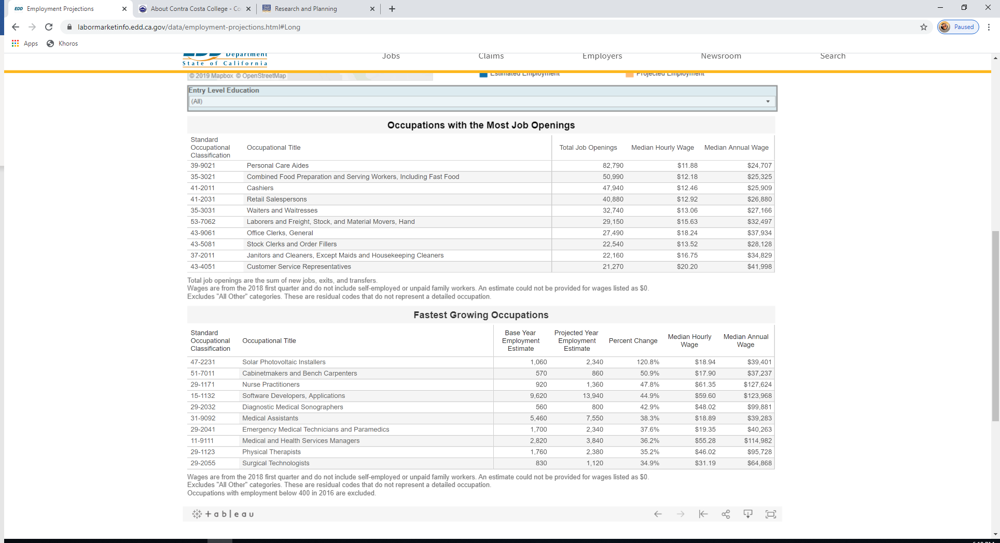 EDD Employment Projections
About Contra Costa College - Co
Research and Planning
labormarketinfo.edd.ca.gov/data/employment-projections.html#Long
Paused
Apps
Khoros
EDD Department
State of California
Jobs
Claims
Employers
Newsroom
Search
© 2019 Mapbox © OpenStreetMap
Estimated Employment
Projected Employment
Entry Level Education
(All)
Occupations with the Most Job Openings
Standard Occupational Classification Occupational Title Total Job Openings Median Hourly Wage Median Annual Wage
39-9021 Personal Care Aides 82,790 $11.88 $24,707
35-3021 Combined Food Preparation and Serving Workers, Including Fast Food 50,990 $12.18 $25,325
41-2011 Cashiers 47,940 $12.46 $25,909
41-2031 Retail Salespersons 40,880 $12.92 $26,880
35-3031 Waiters and Waitresses 32,740 $13.06 $27,166
53-7062 Laborers and Freight, Stock, and Material Movers, Hand 29,150 $15.63 $32,497
43-9061 Office Clerks, General 27,490 $18.24 $37,934
43-5081 Stock Clerks and Order Fillers 22,540 $13.52 $28,128
37-2011 Janitors and Cleaners, Except Maids and Housekeeping Cleaners 22,160 $16.75 $34,829
43-4051 Customer Service Representatives 21,270 $20.20 $41,998
Total job openings are the sum of new jobs, exits, and transfers.
Wages are from the 2018 first quarter and do not include self-employed or unpaid family workers. An estimate could not be provided for wages listed as $0.
Excludes "All Other" categories. These are residual codes that do not represent a detailed occupation.
Fastest Growing Occupations
Standard Occupational Classification Occupational Title Base Year Employment Estimate Projected Year Employment Estimate Percent Change Median Hourly Wage Median Annual Wage
47-2231 Solar Photovoltaic Installers 1,060 2,340 120.8% $18.94 $39,401
51-7011 Cabinetmakers and Bench Carpenters 570 860 50.9% $17.90 $37,237
29-1171 Nurse Practitioners 920 1,360 47.8% $61.35 $127,624
15-1132 Software Developers, Applications 9,620 13,940 44.9% $59.60 $123,968
29-2032 Diagnostic Medical Sonographers 560 800 42.9% $48.02 $99,881
31-9092 Medical Assistants 5,460 7,550 38.3% $18.89 $39,283
29-2041 Emergency Medical Technicians and Paramedics 1,700 2,340 37.6% $19.35 $40,263
11-9111 Medical and Health Services Managers 2,820 3,840 36.2% $55.28 $114,982
29-1123 Physical Therapists 1,760 2,380 35.2% $46.02 $95,728
29-2055 Surgical Technologists 830 1,120 34.9% $31.19 $64,868
Wages are from the 2018 first quarter and do not include self-employed or unpaid family workers. An estimate could not be provided for wages listed as $0.
Excludes "All Other" categories. These are residual codes that do not represent a detailed occupation.
Occupations with employment below 400 in 2016 are excluded.
+ a b | e a u